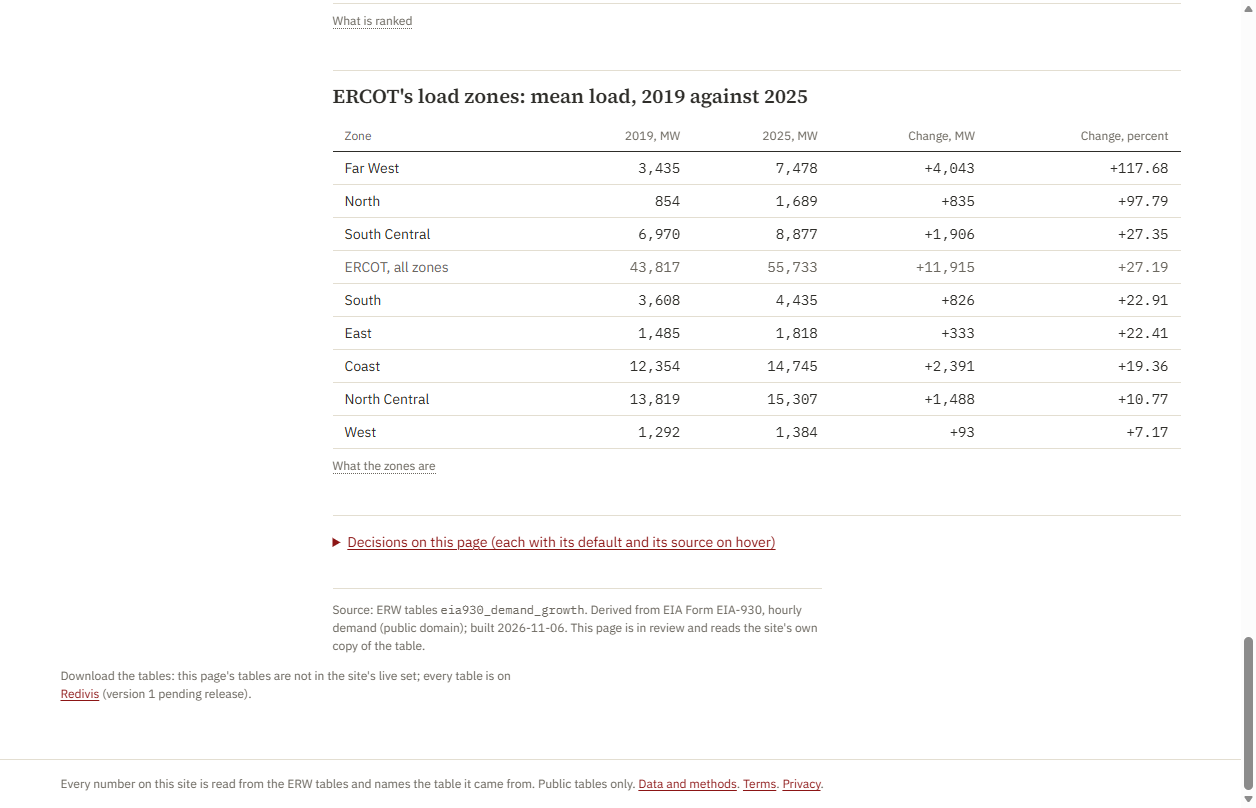 What is ranked
ERCOT's load zones: mean load, 2019 against 2025
Zone 2019, MW 2025, MW Change, MW Change, percent
Far West 3,435 7,478 +4,043 +117.68
North 854 1,689 +835 +97.79
South Central 6,970 8,877 +1,906 +27.35
ERCOT, all zones 43,817 55,733 +11,915 +27.19
South 3,608 4,435 +826 +22.91
East 1,485 1,818 +333 +22.41
Coast 12,354 14,745 +2,391 +19.36
North Central 13,819 15,307 +1,488 +10.77
West 1,292 1,384 +93 +7.17
What the zones are
Decisions on this page (each with its default and its source on hover)
Source: ERW tables eia930_demand_growth. Derived from EIA Form EIA-930, hourly
demand (public domain); built 2026-11-06. This page is in review and reads the site's own
copy of the table.
Download the tables: this page's tables are not in the site's live set; every table is on
Redivis (version 1 pending release).
Every number on this site is read from the ERW tables and names the table it came from. Public tables only. Data and methods. Terms. Privacy.